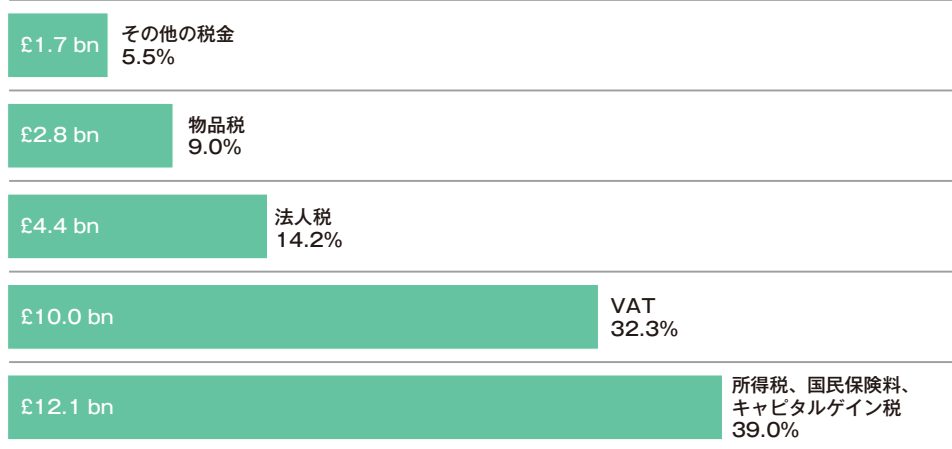 £1.7 bn
その他の税金
5.5%
£2.8 bn
物品税
9.0%
£4.4 bn
法人税
14.2%
£10.0 bn
VAT
32.3%
£12.1 bn
所得税、国民保険料、
キャピタルゲイン税
39.0%